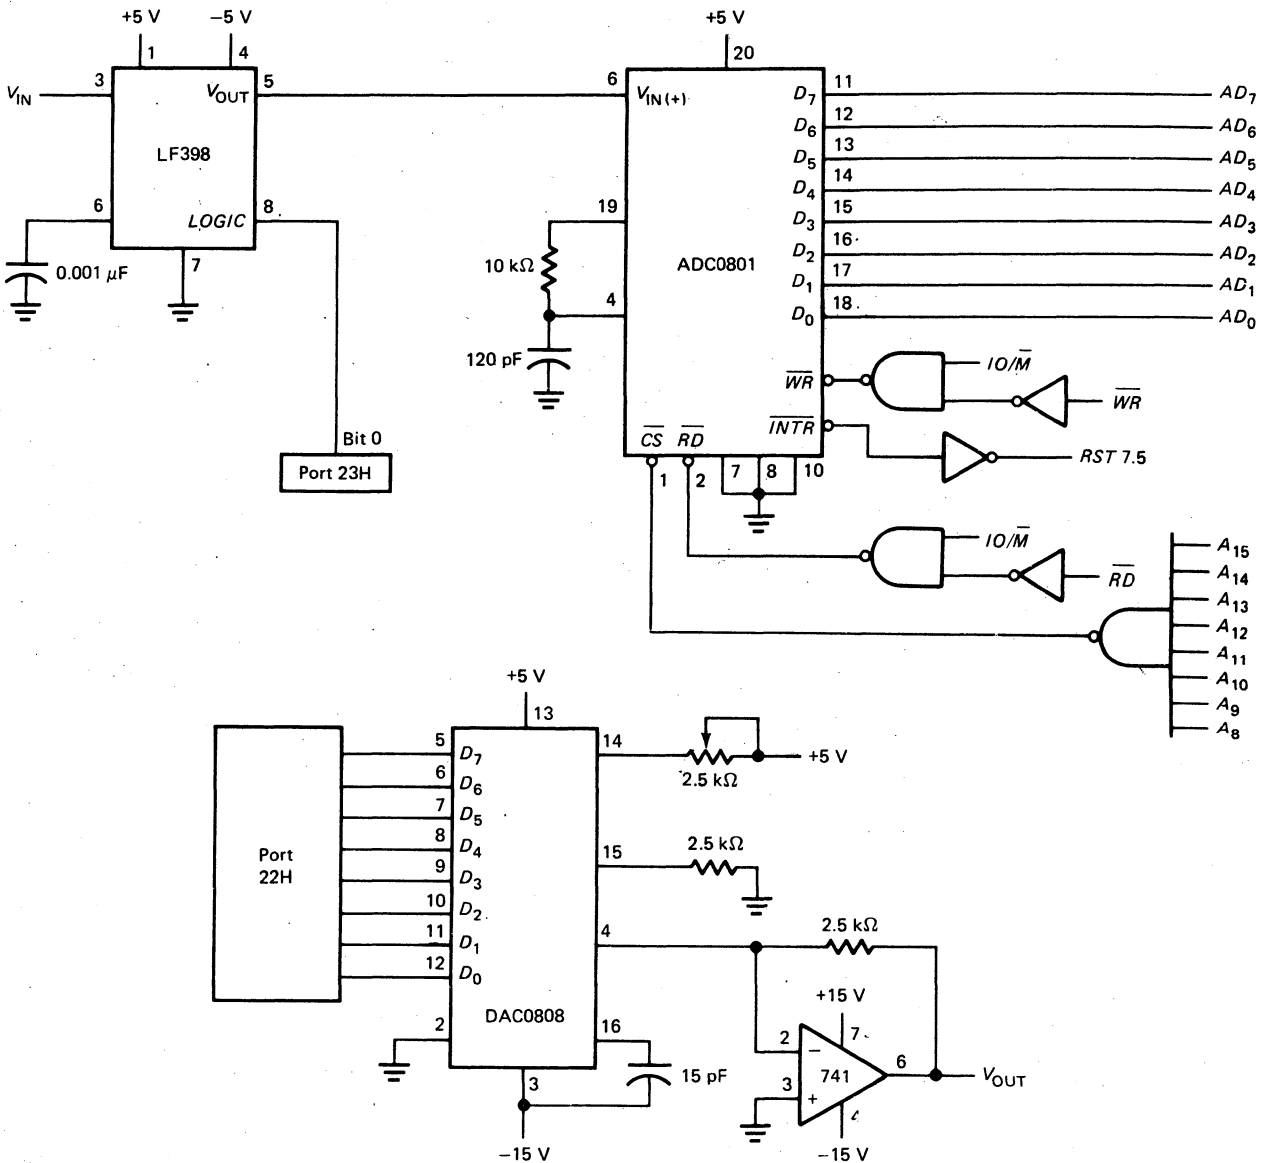 +5 V
−5 V
1
4
3
5
V_IN
V_OUT
LF398
6
8
LOGIC
7
0.001 μF
Bit 0
Port 23H
+5 V
20
6
V_IN (+)
19
10 kΩ
4
120 pF
ADC0801
D7
11
AD7
D6
12
AD6
D5
13
AD5
D4
14
AD4
D3
15
AD3
D2
16
AD2
D1
17
AD1
D0
18
AD0
W̅R̅
IO/M̅
W̅R̅
I̅N̅T̅R̅
RST 7.5
C̅S̅
R̅D̅
1
2
7
8
10
IO/M̅
R̅D̅
A15
A14
A13
A12
A11
A10
A9
A8
+5 V
13
Port
22H
5
D7
6
D6
7
D5
8
D4
9
D3
10
D2
11
D1
12
D0
2
DAC0808
14
2.5 kΩ
+5 V
15
2.5 kΩ
4
2.5 kΩ
16
15 pF
3
−15 V
+15 V
7
2
−
741
6
V_OUT
3
+
4
−15 V